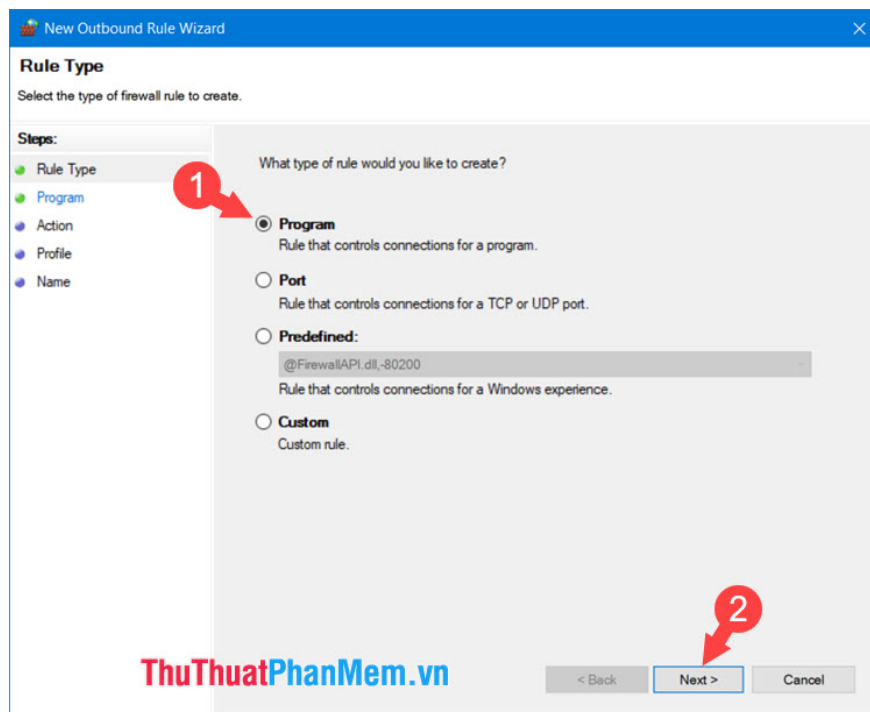 New Outbound Rule Wizard
Rule Type
Select the type of firewall rule to create.
Steps:
Rule Type
Program
Action
Profile
Name
What type of rule would you like to create?
1
Program
Rule that controls connections for a program.
Port
Rule that controls connections for a TCP or UDP port.
Predefined:
@FirewallAPI.dll,-80200
Rule that controls connections for a Windows experience.
Custom
Custom rule.
2
ThuThuatPhanMem.vn
< Back
Next >
Cancel